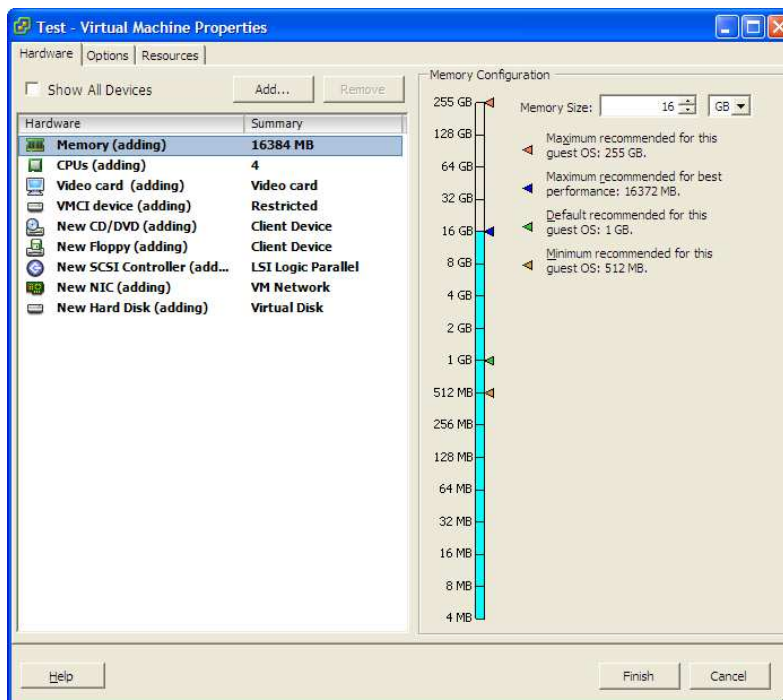 Test - Virtual Machine Properties
Hardware Options Resources
Show All Devices
Add...
Remove
Hardware Summary
Memory (adding) 16384 MB
CPUs (adding) 4
Video card (adding) Video card
VMCI device (adding) Restricted
New CD/DVD (adding) Client Device
New Floppy (adding) Client Device
New SCSI Controller (add... LSI Logic Parallel
New NIC (adding) VM Network
New Hard Disk (adding) Virtual Disk
Memory Configuration
255 GB
128 GB
64 GB
32 GB
16 GB
8 GB
4 GB
2 GB
1 GB
512 MB
256 MB
128 MB
64 MB
32 MB
16 MB
8 MB
4 MB
Memory Size: 16 GB
Maximum recommended for this
guest OS: 255 GB.
Maximum recommended for best
performance: 16372 MB.
Default recommended for this
guest OS: 1 GB.
Minimum recommended for this
guest OS: 512 MB.
Help
Finish
Cancel